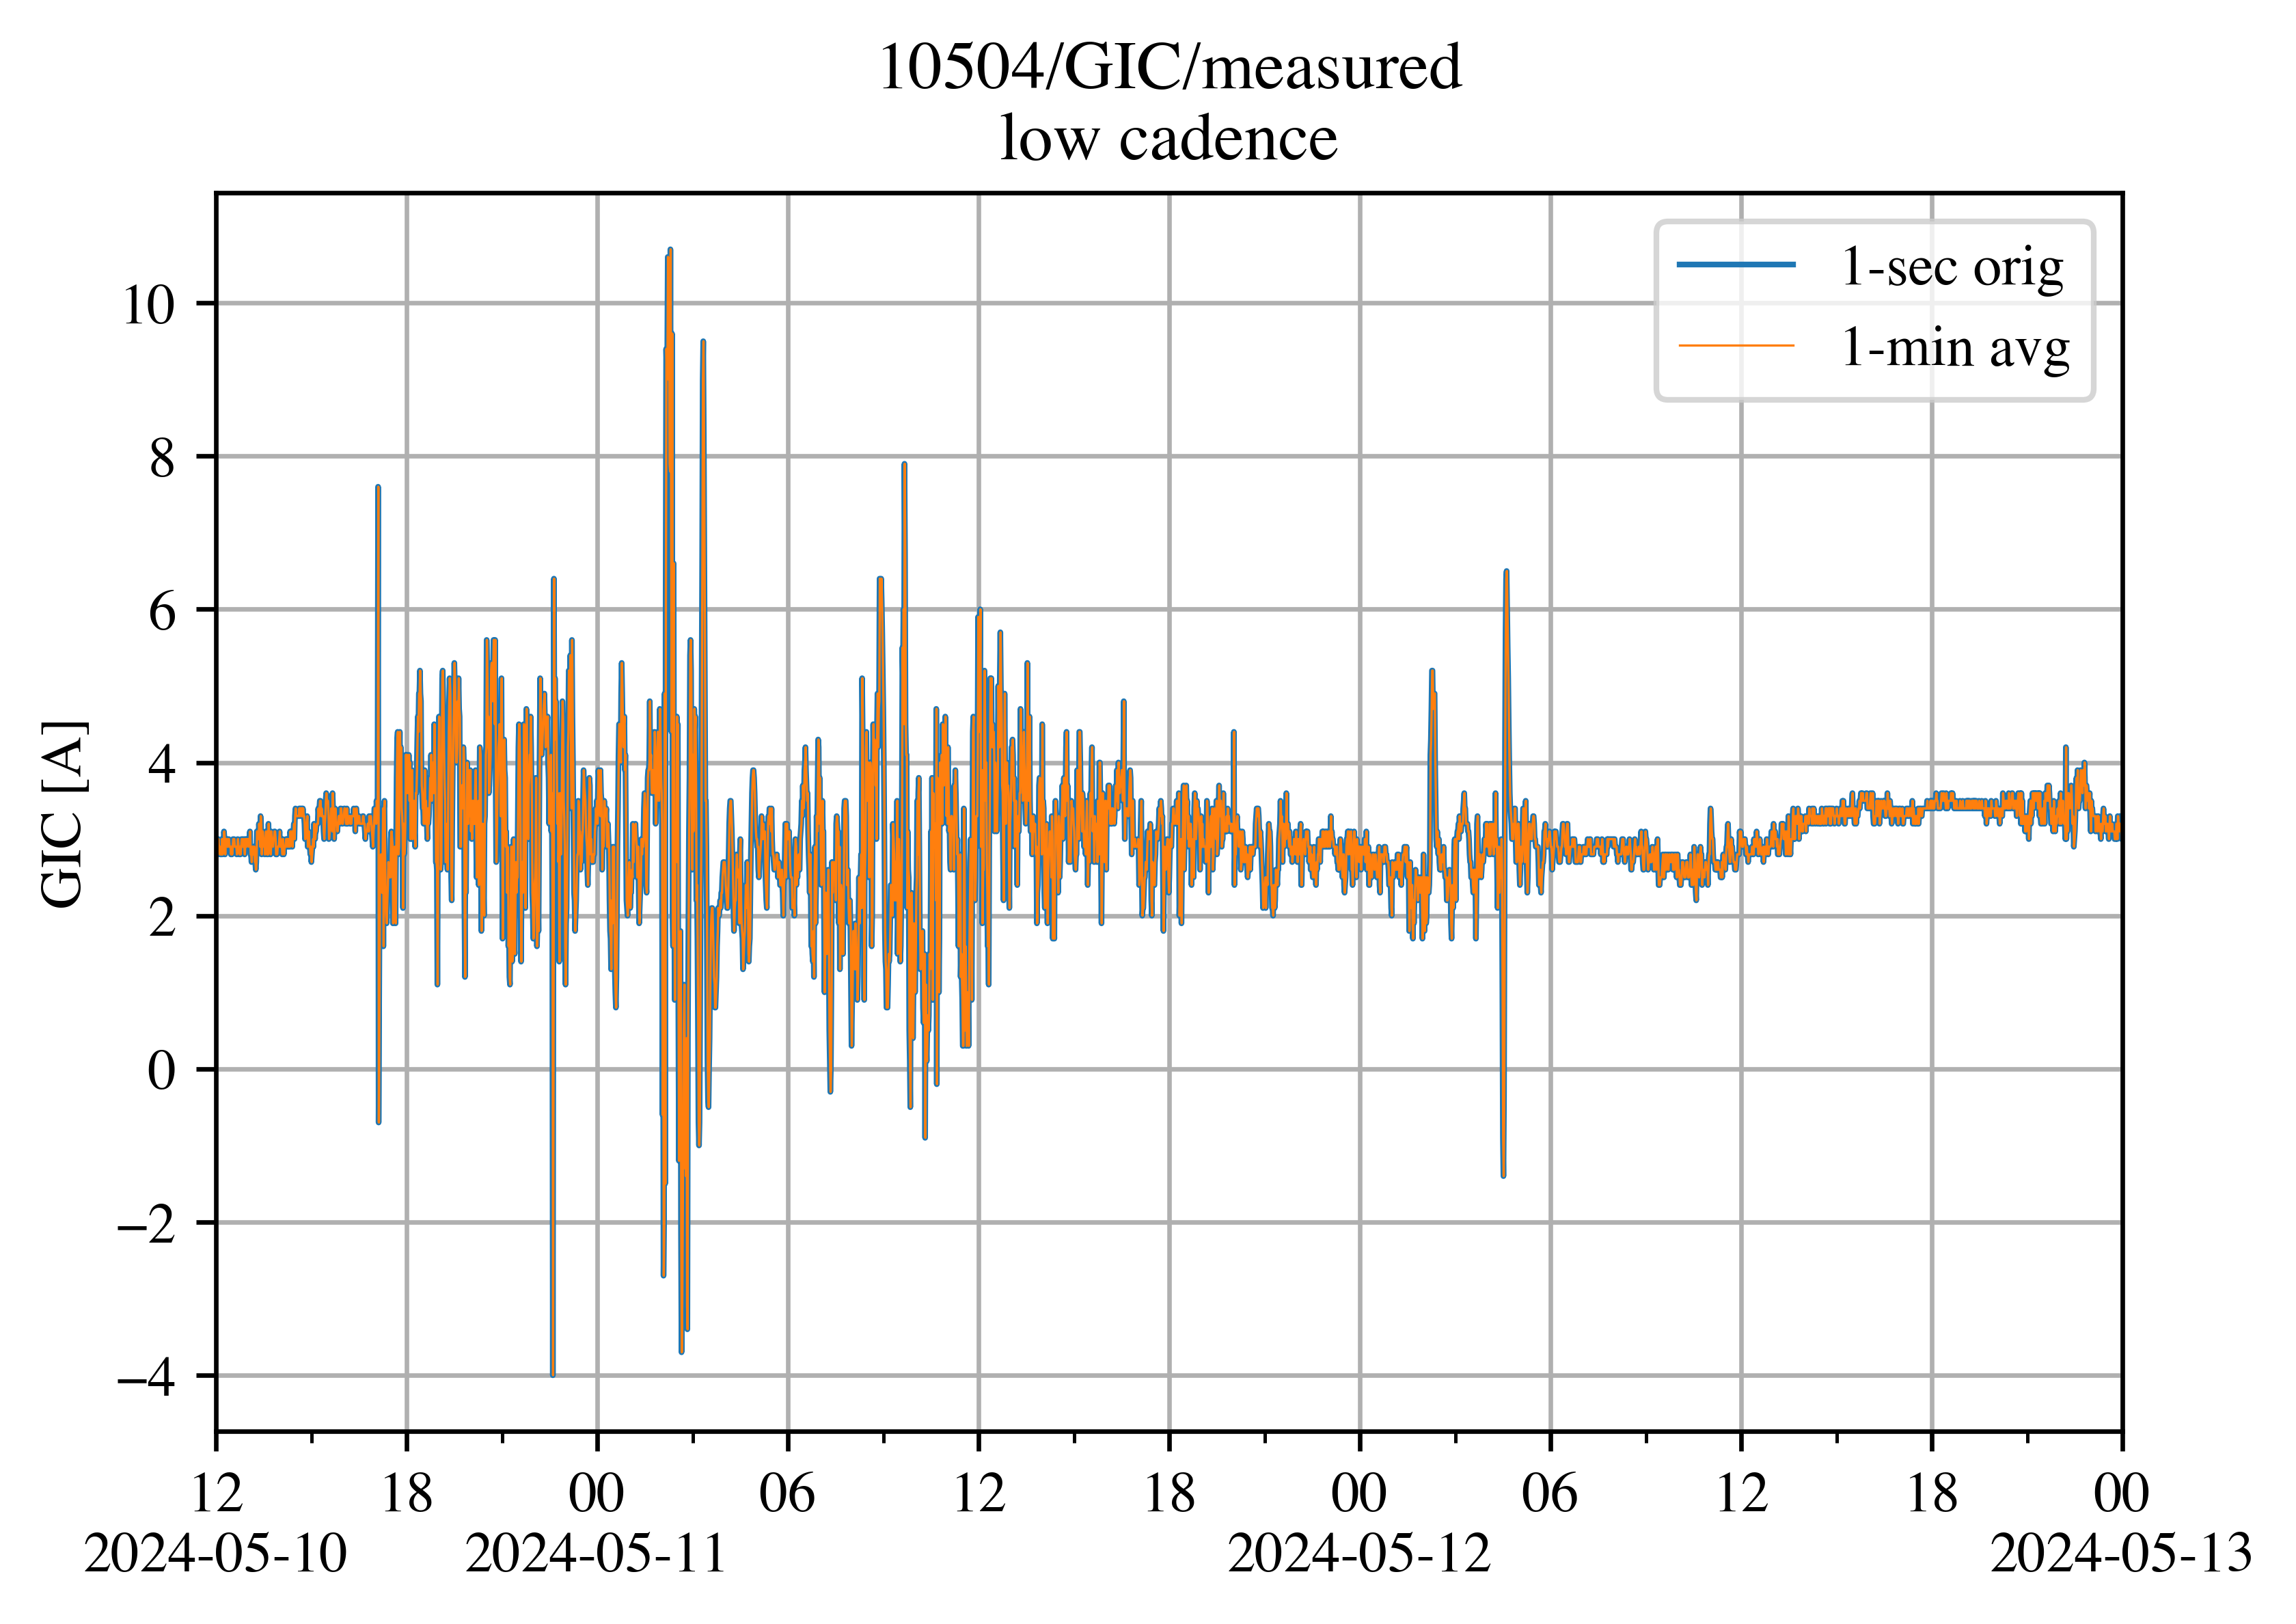 10504/GIC/measured
low cadence
1-sec orig
1-min avg
GIC [A]
10
8
6
4
2
0
−2
−4
12 18 00 06 12 18 00 06 12 18 00
2024-05-10 2024-05-11 2024-05-12 2024-05-13